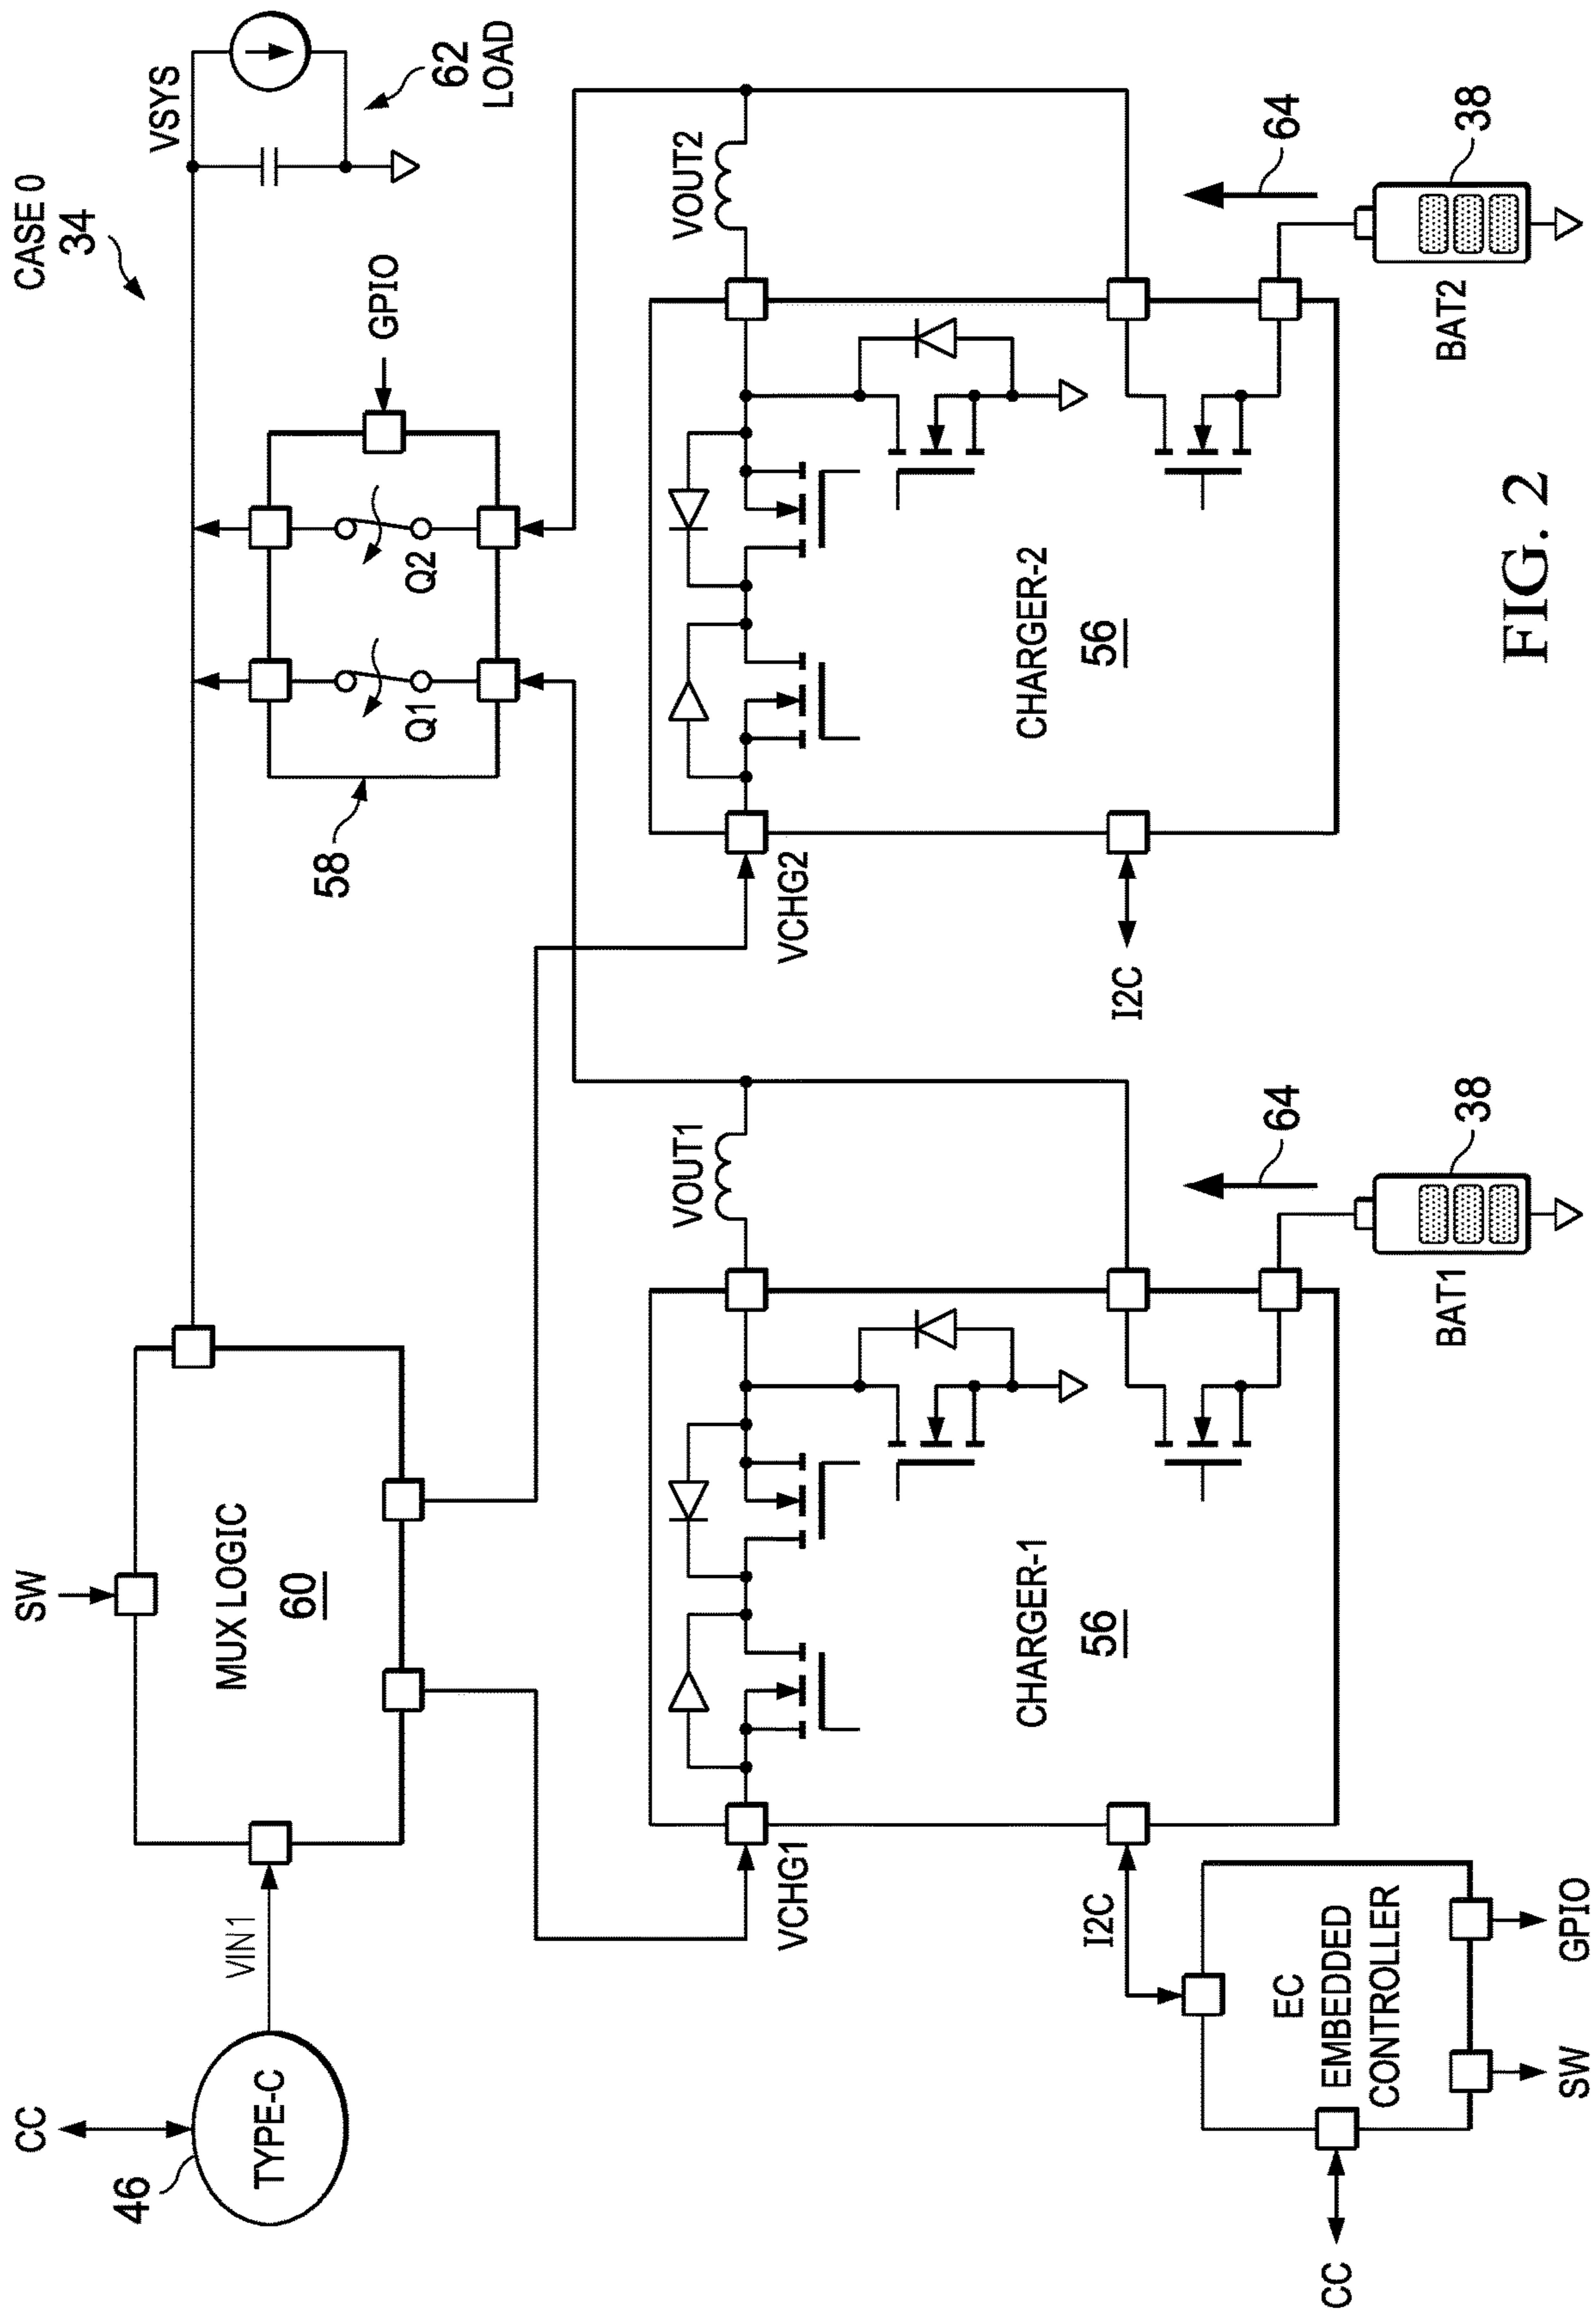 CASE 0
34
CC
46
TYPE-C
VIN1
SW
MUX LOGIC
60
58
Q1
Q2
GPIO
VSYS
62
LOAD
VCHG1
VOUT1
CHARGER-1
56
I2C
64
38
BAT1
VCHG2
VOUT2
CHARGER-2
56
I2C
64
38
BAT2
EC
EMBEDDED
CONTROLLER
CC
SW
GPIO
FIG. 2